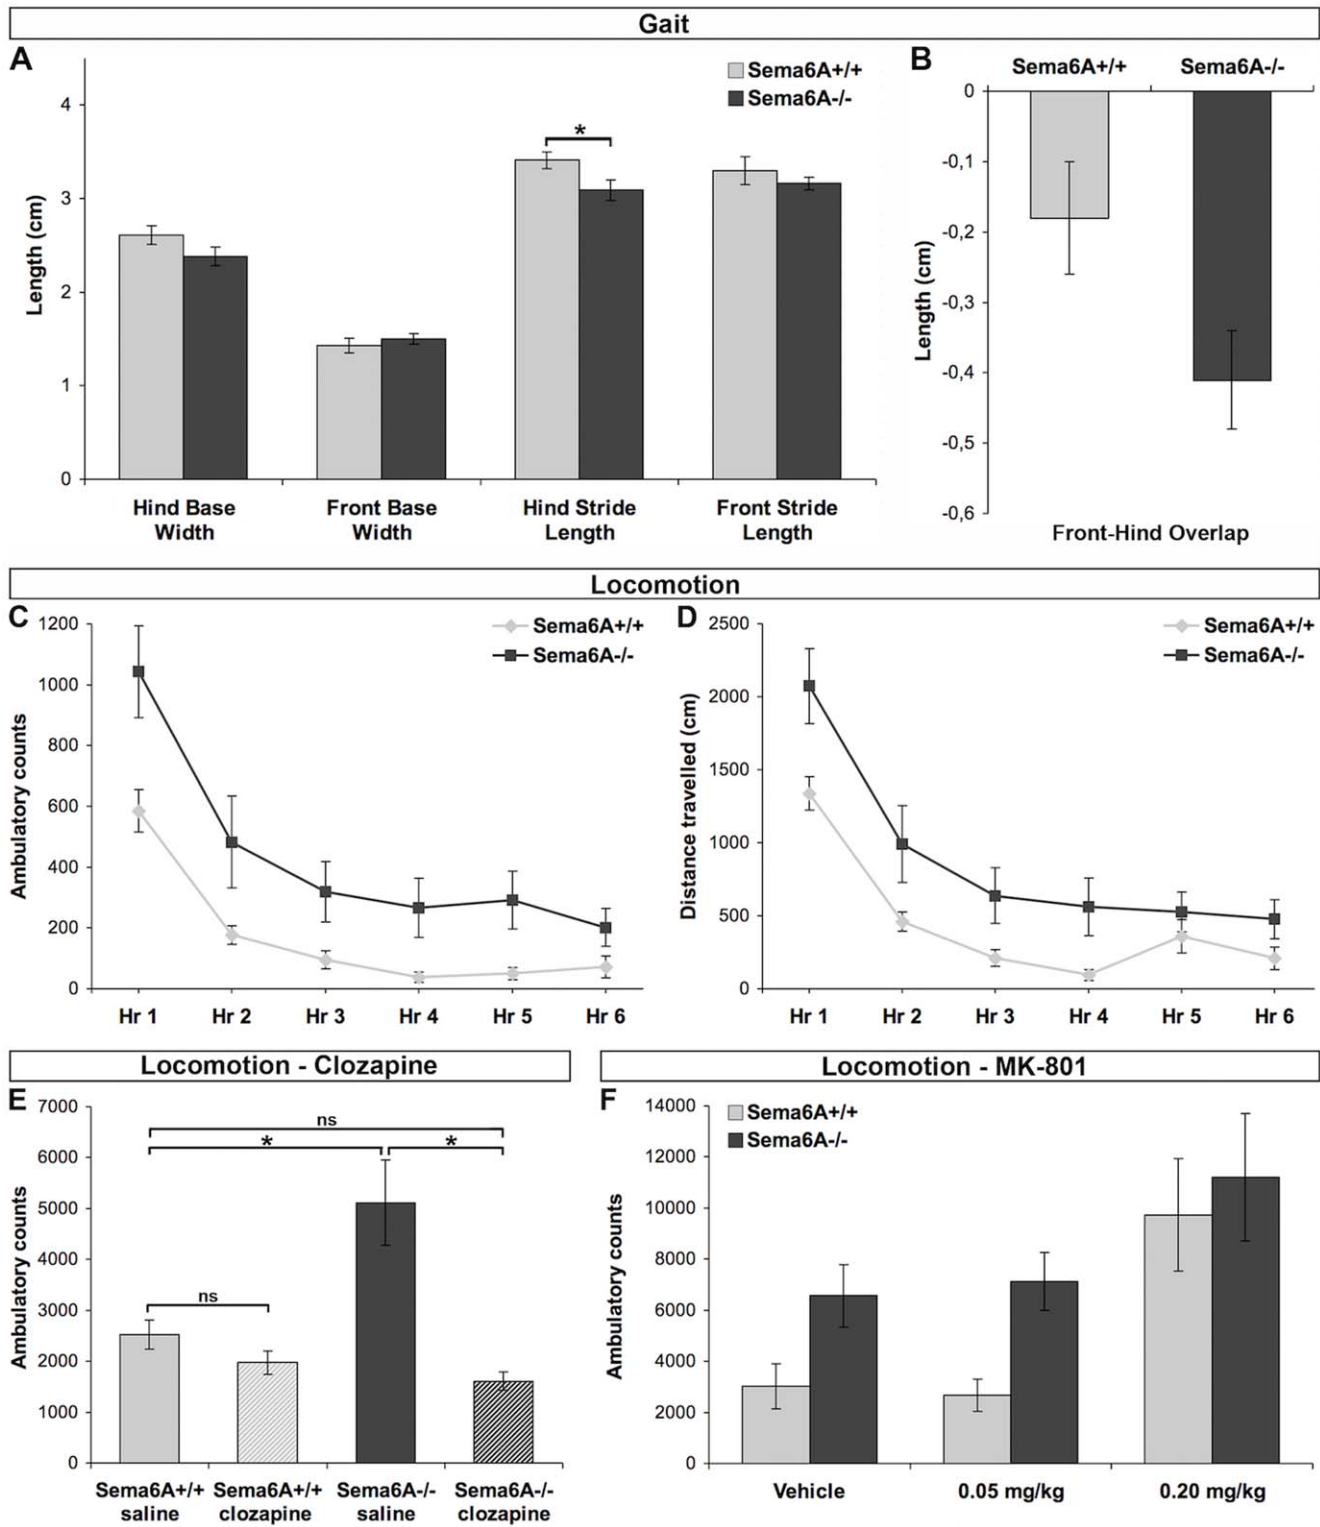 Gait
A
Sema6A+/+
Sema6A-/-
*
4
3
2
1
0
Length (cm)
Hind Base
Width
Front Base
Width
Hind Stride
Length
Front Stride
Length
B
Sema6A+/+ Sema6A-/-
0
-0,1
-0,2
-0,3
-0,4
-0,5
-0,6
Length (cm)
Front-Hind Overlap
Locomotion
C
Sema6A+/+
Sema6A-/-
1200
1000
800
600
400
200
0
Ambulatory counts
Hr 1 Hr 2 Hr 3 Hr 4 Hr 5 Hr 6
D
Sema6A+/+
Sema6A-/-
2500
2000
1500
1000
500
0
Distance travelled (cm)
Hr 1 Hr 2 Hr 3 Hr 4 Hr 5 Hr 6
Locomotion - Clozapine
E
7000
6000
5000
4000
3000
2000
1000
0
Ambulatory counts
ns
* *
ns
Sema6A+/+
saline
Sema6A+/+
clozapine
Sema6A-/-
saline
Sema6A-/-
clozapine
Locomotion - MK-801
F
Sema6A+/+
Sema6A-/-
14000
12000
10000
8000
6000
4000
2000
0
Ambulatory counts
Vehicle 0.05 mg/kg 0.20 mg/kg